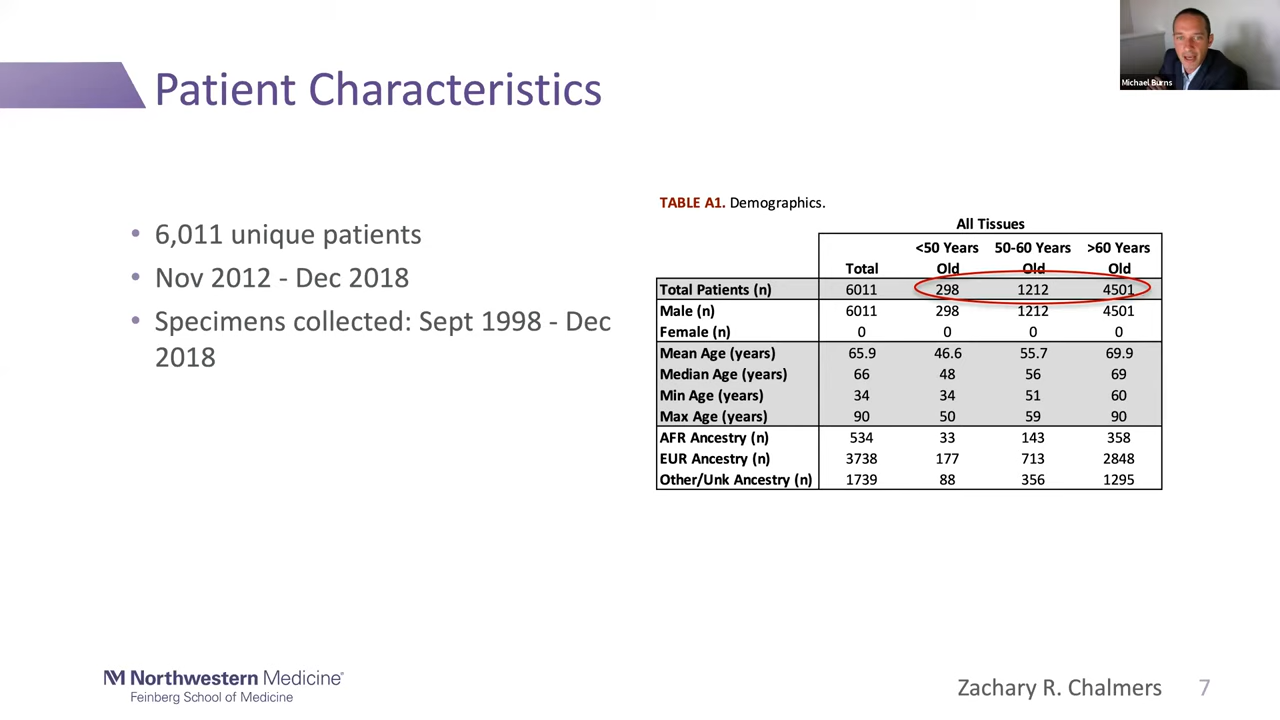 Patient Characteristics
Michael Burns
• 6,011 unique patients
• Nov 2012 - Dec 2018
• Specimens collected: Sept 1998 - Dec
2018
TABLE A1. Demographics.
All Tissues
<50 Years 50-60 Years >60 Years
Total Old Old Old
Total Patients (n) 6011 298 1212 4501
Male (n) 6011 298 1212 4501
Female (n) 0 0 0 0
Mean Age (years) 65.9 46.6 55.7 69.9
Median Age (years) 66 48 56 69
Min Age (years) 34 34 51 60
Max Age (years) 90 50 59 90
AFR Ancestry (n) 534 33 143 358
EUR Ancestry (n) 3738 177 713 2848
Other/Unk Ancestry (n) 1739 88 356 1295
NM Northwestern Medicine®
Feinberg School of Medicine
Zachary R. Chalmers 7